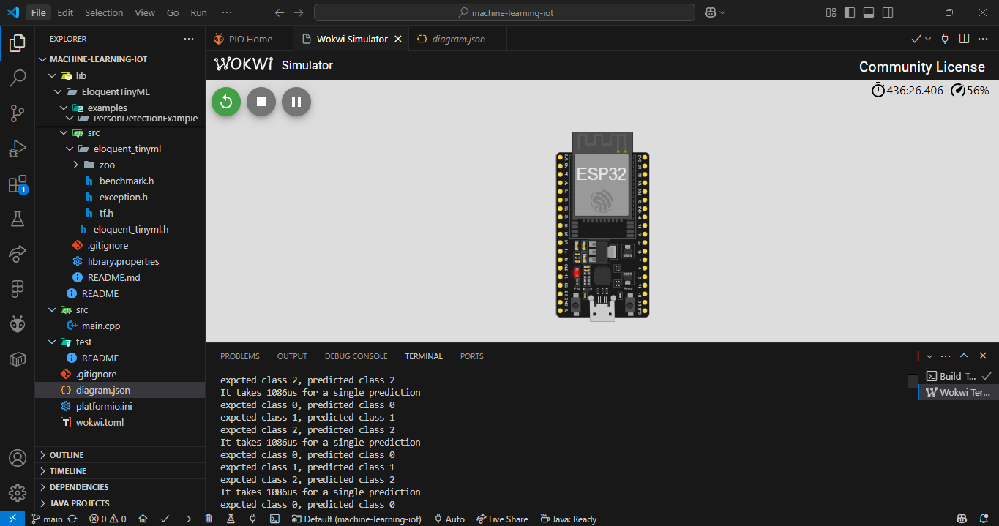 File Edit Selection View Go Run ··· machine-learning-iot
EXPLORER ···
MACHINE-LEARNING-IOT
lib
EloquentTinyML
examples
PersonDetectionExample
src
eloquent_tinyml
zoo
benchmark.h
exception.h
tf.h
eloquent_tinyml.h
.gitignore
library.properties
README.md
README
src
main.cpp
test
README
.gitignore
diagram.json
platformio.ini
wokwi.toml
OUTLINE
TIMELINE
DEPENDENCIES
JAVA PROJECTS
1
PIO Home Wokwi Simulator diagram.json
WOKWI Simulator Community License
436:26.406 56%
ESP32
EN Boot
PROBLEMS OUTPUT DEBUG CONSOLE TERMINAL PORTS
expcted class 2, predicted class 2
It takes 1086us for a single prediction
expcted class 0, predicted class 0
expcted class 1, predicted class 1
expcted class 2, predicted class 2
It takes 1086us for a single prediction
expcted class 0, predicted class 0
expcted class 1, predicted class 1
expcted class 2, predicted class 2
It takes 1086us for a single prediction
expcted class 0, predicted class 0
Build T...
Wokwi Ter...
main 0 0 Default (machine-learning-iot) Auto Live Share Java: Ready